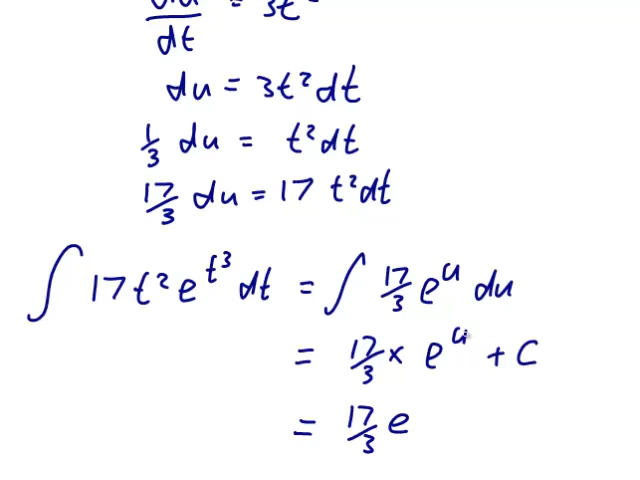 du/dt = 3t²
du = 3t² dt
1/3 du = t² dt
17/3 du = 17 t² dt
∫ 17t² e^{t³} dt = ∫ 17/3 e^u du
= 17/3 × e^u + C
= 17/3 e